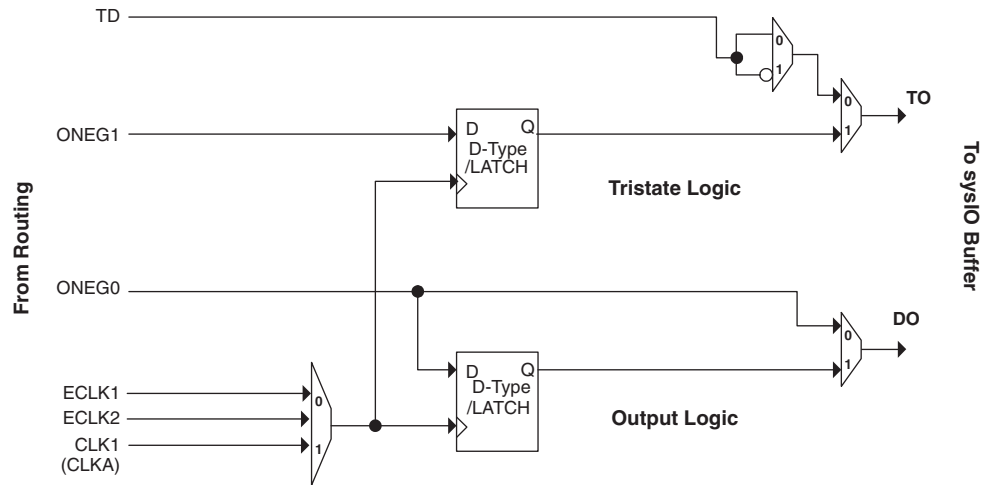 TD
0
1
0
TO
1
ONEG1
D
Q
D-Type
/LATCH
Tristate Logic
To sysIO Buffer
From Routing
ONEG0
DO
0
1
D
Q
D-Type
/LATCH
Output Logic
ECLK1
0
ECLK2
CLK1
1
(CLKA)